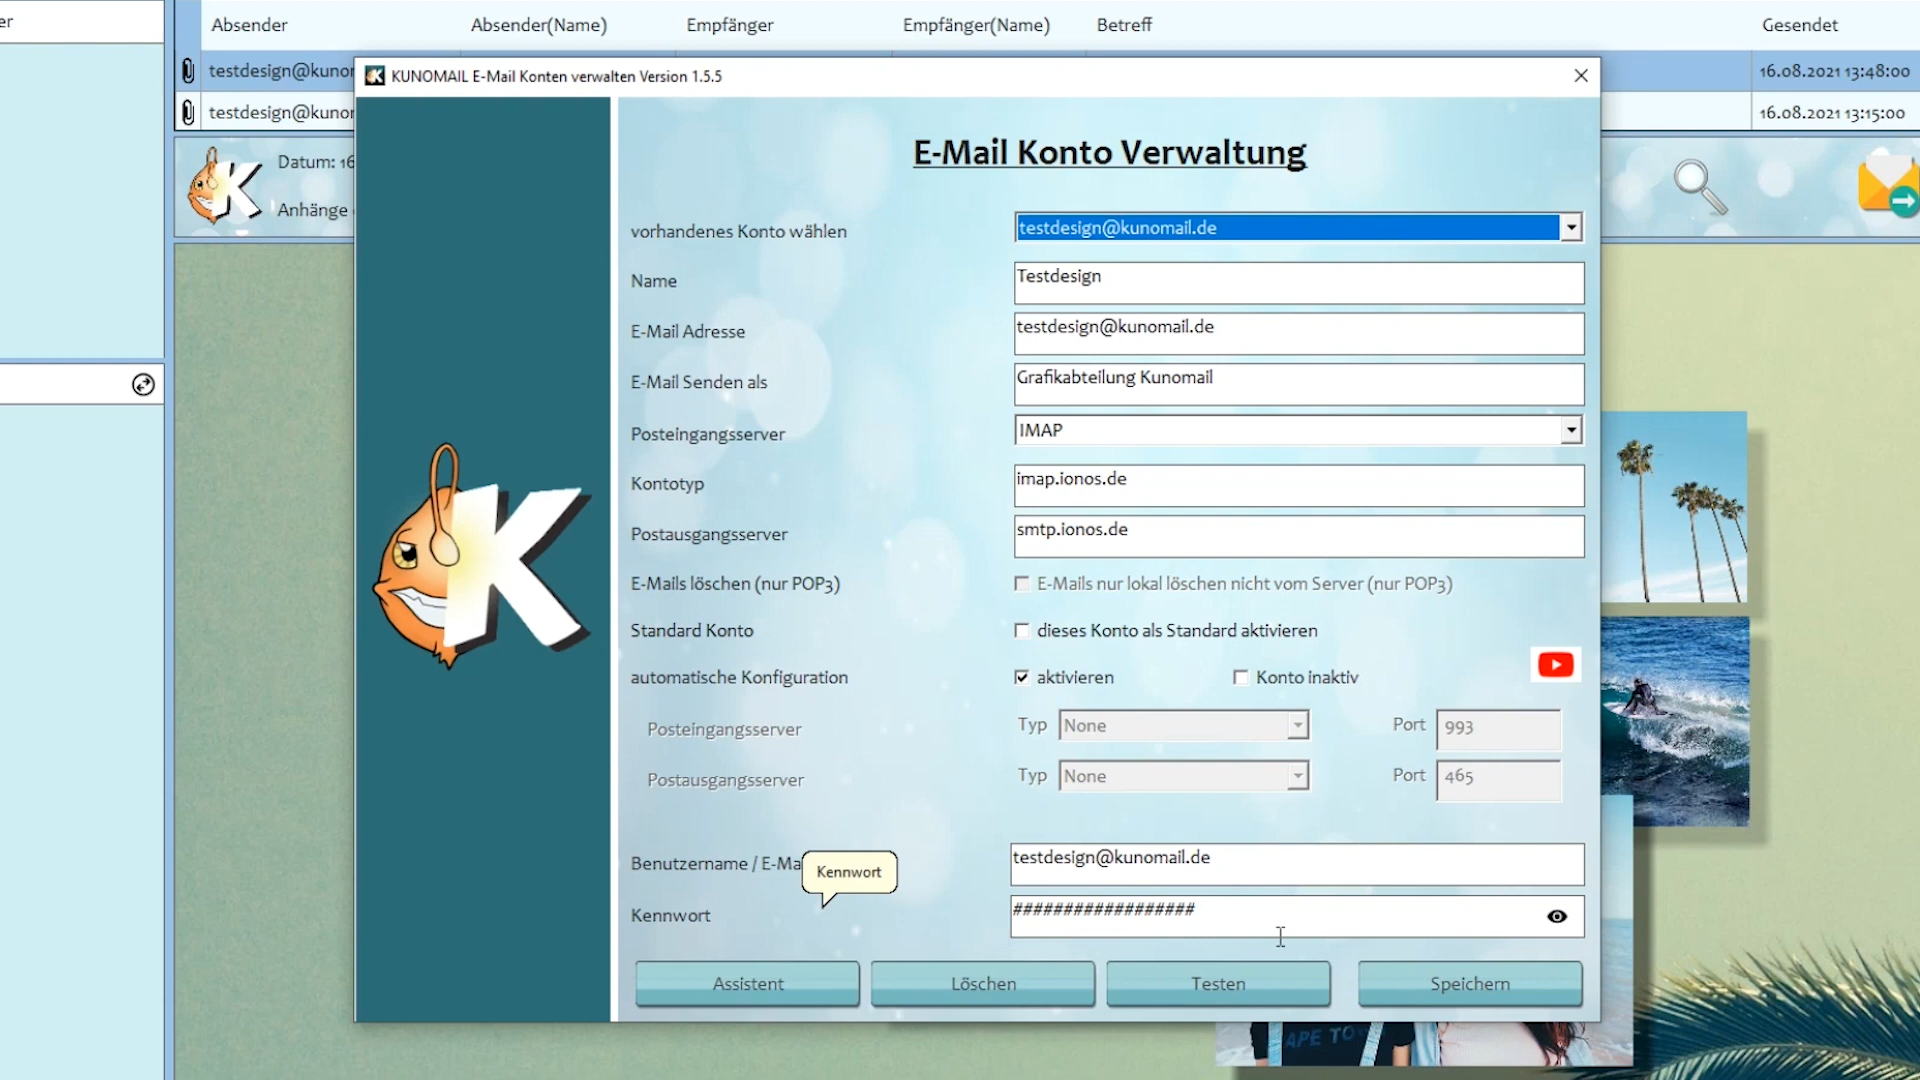 er
Absender Absender(Name) Empfänger Empfänger(Name) Betreff Gesendet
testdesign@kuno 16.08.2021 13:48:00
testdesign@kuno 16.08.2021 13:15:00
Datum: 16
Anhänge
KUNOMAIL E-Mail Konten verwalten Version 1.5.5
E-Mail Konto Verwaltung
vorhandenes Konto wählen testdesign@kunomail.de
Name Testdesign
E-Mail Adresse testdesign@kunomail.de
E-Mail Senden als Grafikabteilung Kunomail
Posteingangsserver IMAP
Kontotyp imap.ionos.de
Postausgangsserver smtp.ionos.de
E-Mails löschen (nur POP3) E-Mails nur lokal löschen nicht vom Server (nur POP3)
Standard Konto dieses Konto als Standard aktivieren
automatische Konfiguration aktivieren Konto inaktiv
Posteingangsserver Typ None Port 993
Postausgangsserver Typ None Port 465
Benutzername / E-Ma testdesign@kunomail.de
Kennwort
Kennwort ##################
Assistent Löschen Testen Speichern
K
K
APE TO